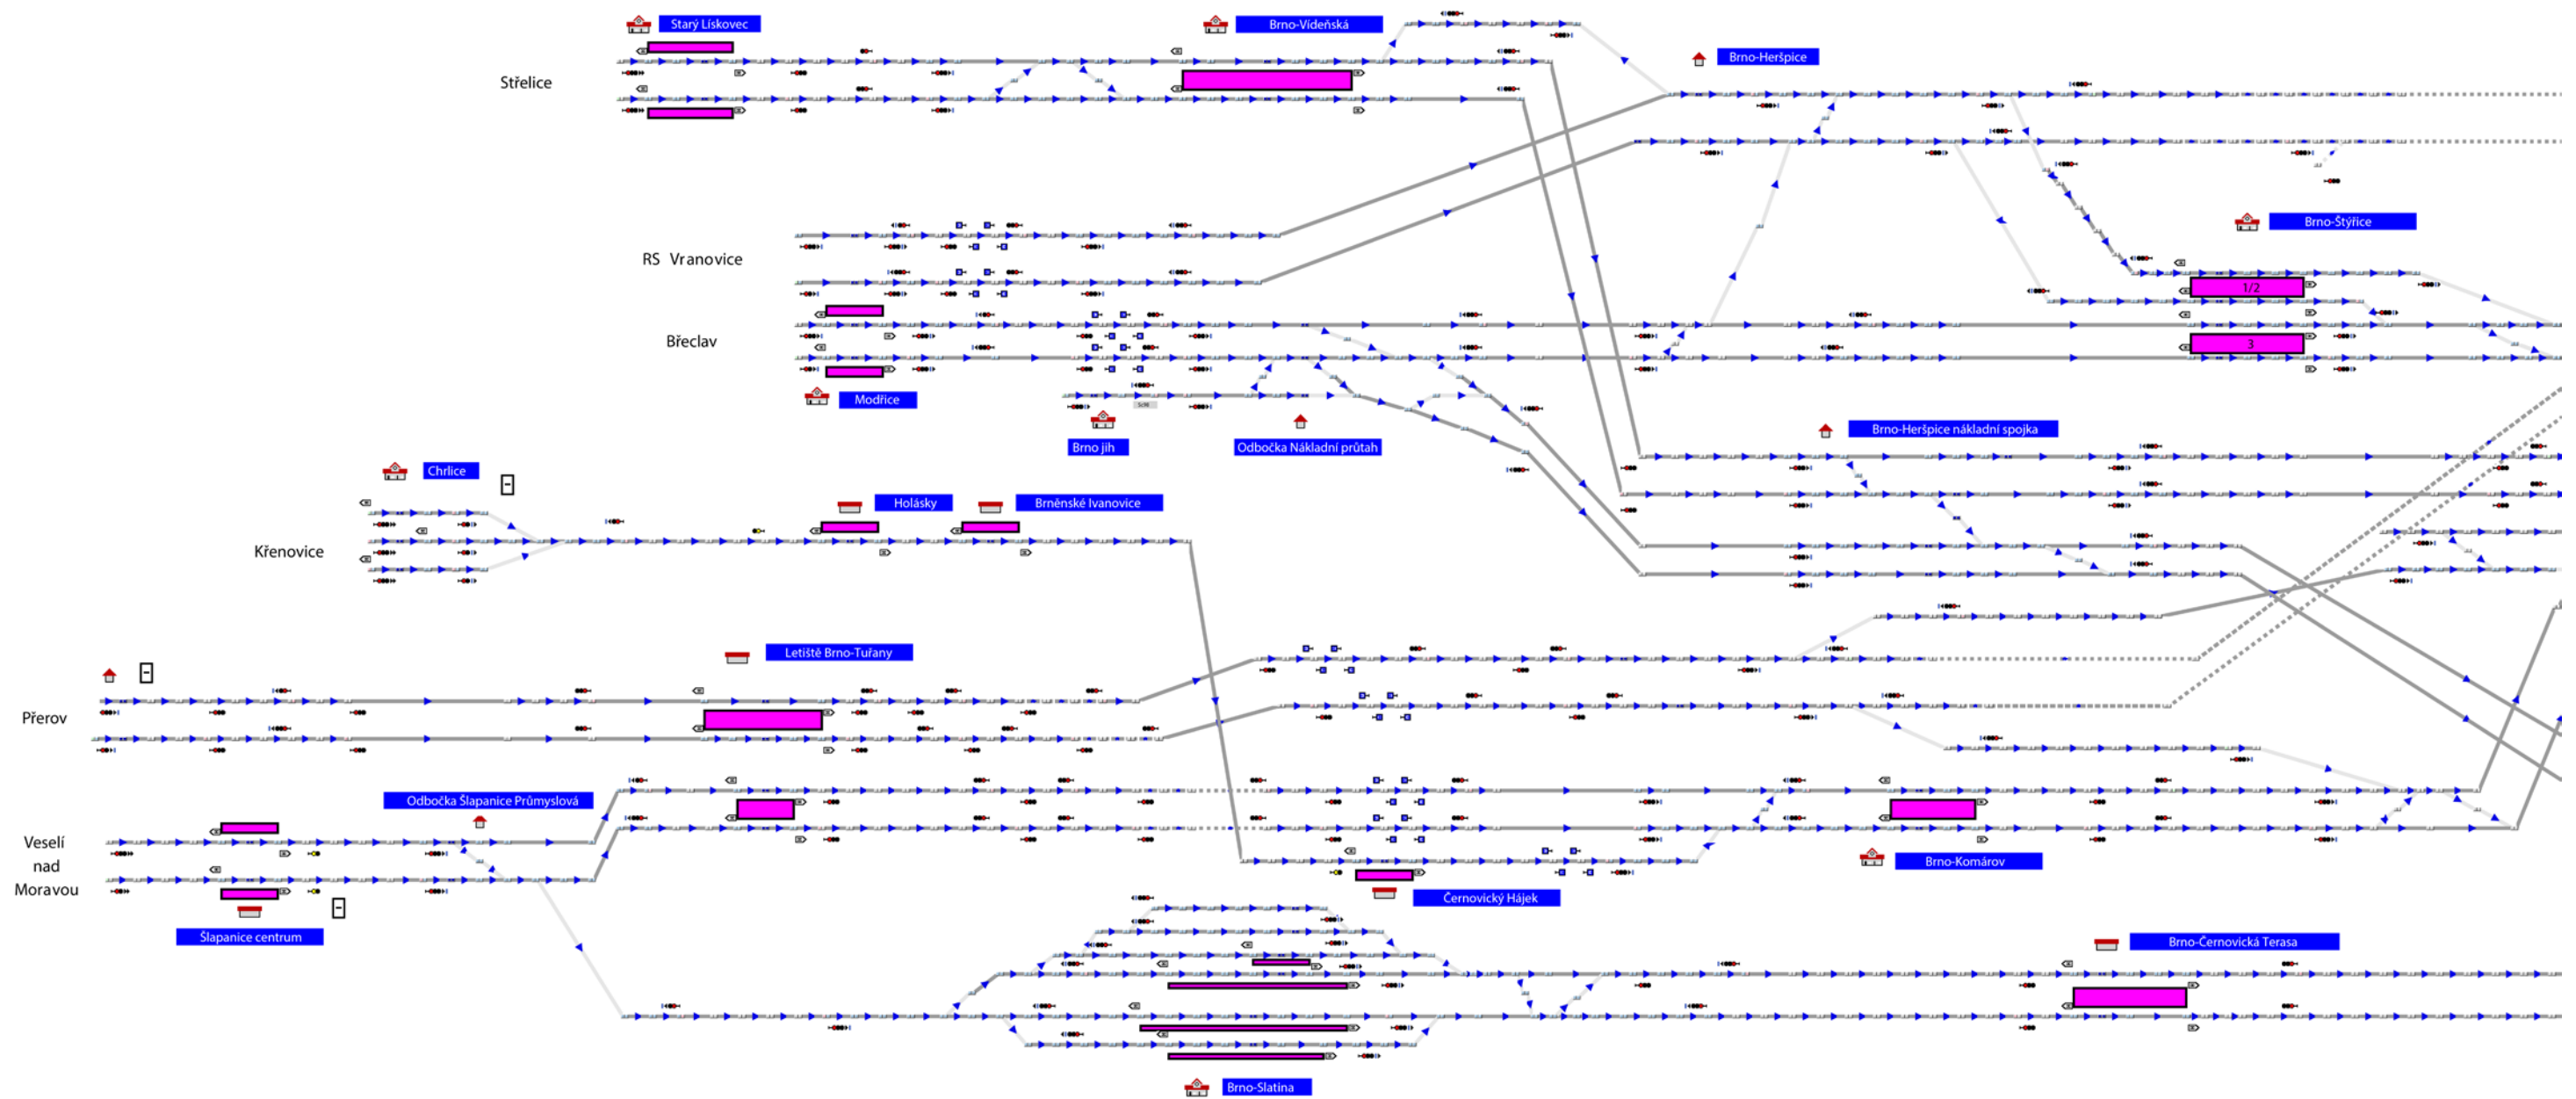 Starý Lískovec
Brno-Vídeňská
Brno-Heršpice
Střelice
Brno-Štýřice
RS Vranovice
1/2
Břeclav
3
Modřice
Brno jih
Odbočka Nákladní průtah
Brno-Heršpice nákladní spojka
Chrlice
Holásky
Brněnské Ivanovice
Křenovice
Letiště Brno-Tuřany
Přerov
Odbočka Šlapanice Průmyslová
Veselí
nad
Moravou
Brno-Komárov
Černovický Hájek
Šlapanice centrum
Brno-Černovická Terasa
Brno-Slatina